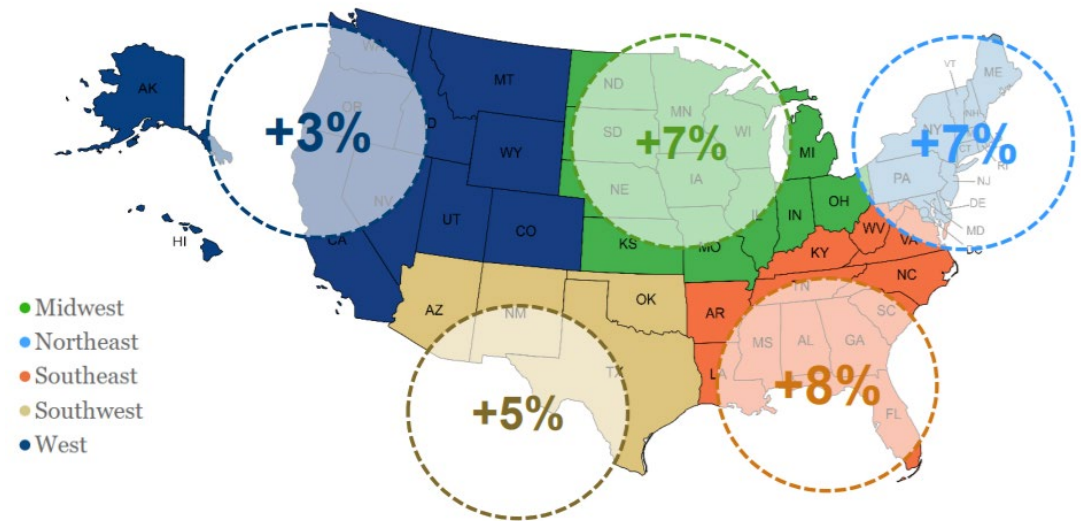 AK
WA
OR
ID
MT
WY
NV
CA
UT
CO
HI
+3%
ND
SD
NE
KS
MN
IA
MO
WI
IL
IN
MI
OH
+7%
VT
ME
NH
NY
CT
RI
PA
NJ
DE
MD
DC
+7%
AZ
NM
OK
TX
+5%
KY
WV
VA
NC
TN
SC
AR
LA
MS
AL
GA
FL
+8%
Midwest
Northeast
Southeast
Southwest
West